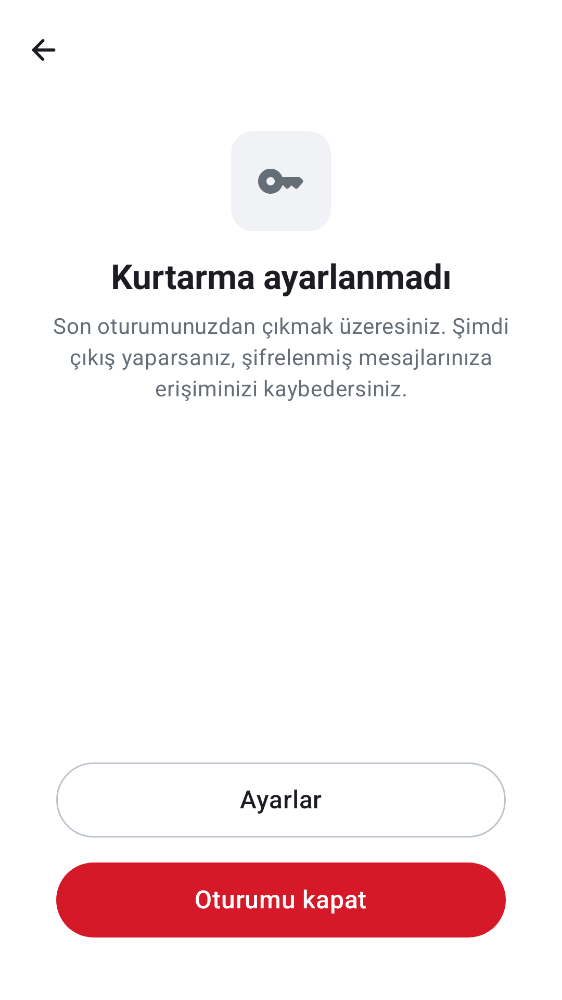 Kurtarma ayarlanmadı
Son oturumunuzdan çıkmak üzeresiniz. Şimdi
çıkış yaparsanız, şifrelenmiş mesajlarınıza
erişiminizi kaybedersiniz.
Ayarlar
Oturumu kapat